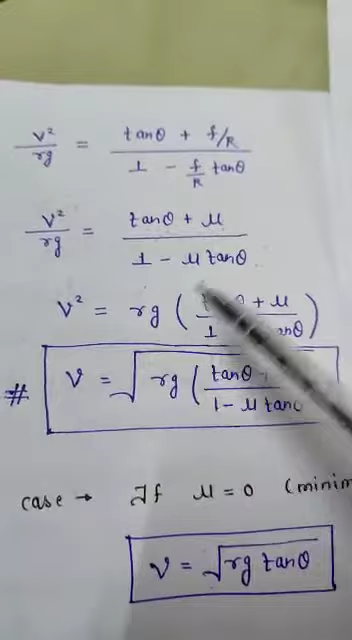 v²/rg = (tanθ + f/R)/(1 - f/R tanθ)
v²/rg = (tanθ + μ)/(1 - μ tanθ)
v² = rg ( θ + μ / 1 anθ )
# v = √rg ( tanθ / 1 - μ tanθ )
case → If μ = 0
v = √rg tanθ